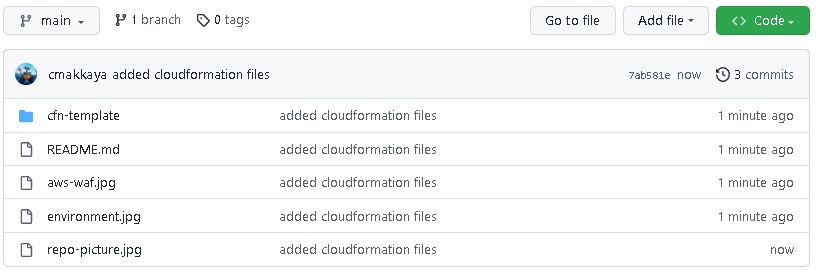 main 1 branch 0 tags Go to file Add file Code
cmakkaya added cloudformation files 7ab581e now 3 commits
cfn-template added cloudformation files 1 minute ago
README.md added cloudformation files 1 minute ago
aws-waf.jpg added cloudformation files 1 minute ago
environment.jpg added cloudformation files 1 minute ago
repo-picture.jpg added cloudformation files now